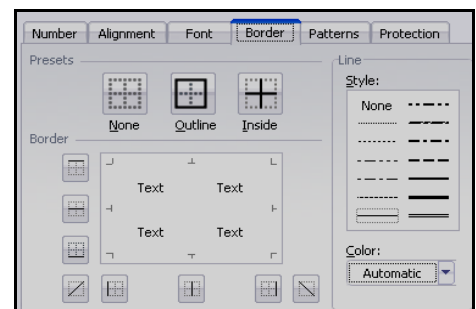 Number Alignment Font Border Patterns Protection
Presets
None Outline Inside
Border
Text Text
Text Text
Line
Style:
None
Color:
Automatic